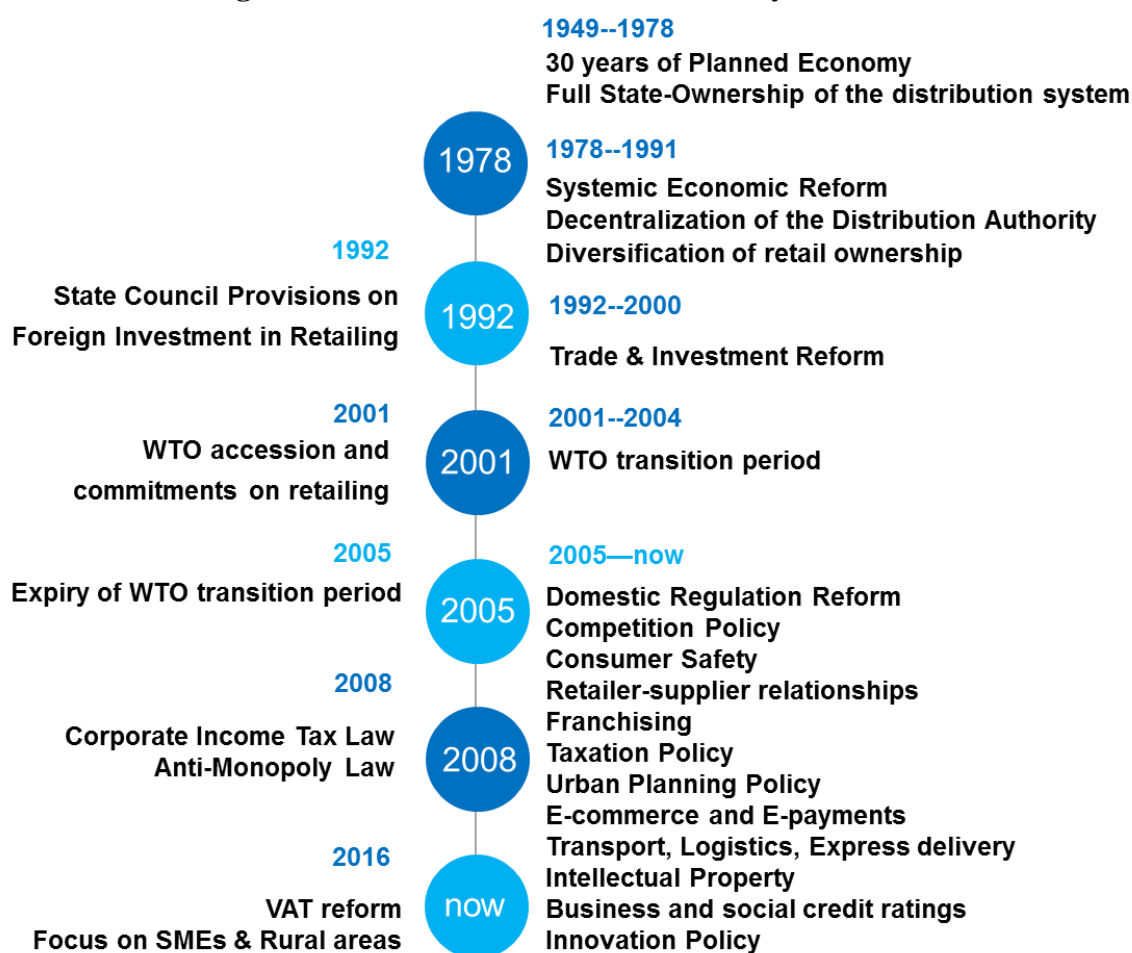 1949--1978
30 years of Planned Economy
Full State-Ownership of the distribution system
1978
1978--1991
Systemic Economic Reform
Decentralization of the Distribution Authority
Diversification of retail ownership
1992
State Council Provisions on
Foreign Investment in Retailing
1992
1992--2000
Trade & Investment Reform
2001
WTO accession and
commitments on retailing
2001
2001--2004
WTO transition period
2005
Expiry of WTO transition period
2005
2005—now
Domestic Regulation Reform
Competition Policy
Consumer Safety
Retailer-supplier relationships
Franchising
Taxation Policy
Urban Planning Policy
E-commerce and E-payments
Transport, Logistics, Express delivery
Intellectual Property
Business and social credit ratings
Innovation Policy
2008
Corporate Income Tax Law
Anti-Monopoly Law
2008
2016
VAT reform
Focus on SMEs & Rural areas
now